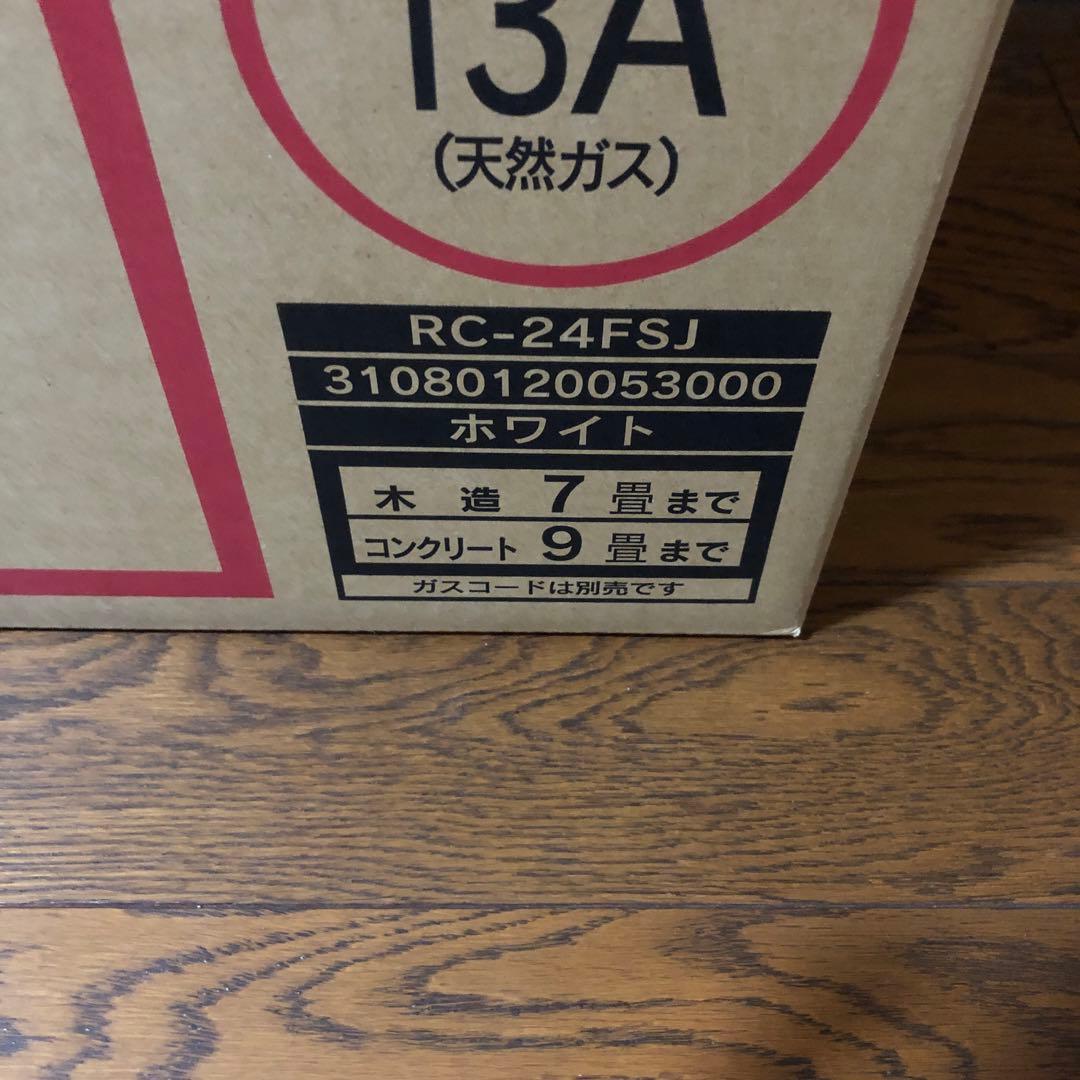 13A
(天然ガス)
RC-24FSJ
31080120053000
ホワイト
木 造 7 畳まで
コンクリート 9 畳まで
ガスコードは別売です